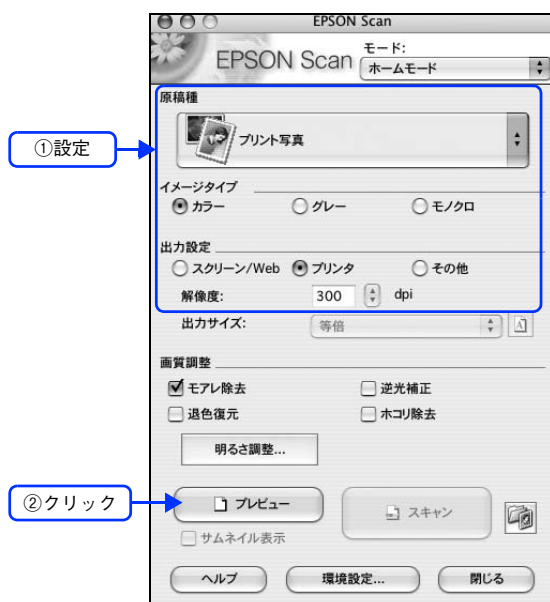 EPSON Scan
EPSON Scan
モード:
ホームモード
原稿種
①設定
プリント写真
イメージタイプ
カラー グレー モノクロ
出力設定
スクリーン/Web プリンタ その他
解像度: 300 dpi
出力サイズ: 等倍
画質調整
モアレ除去 逆光補正
退色復元 ホコリ除去
明るさ調整...
②クリック
プレビュー スキャン
サムネイル表示
ヘルプ 環境設定... 閉じる